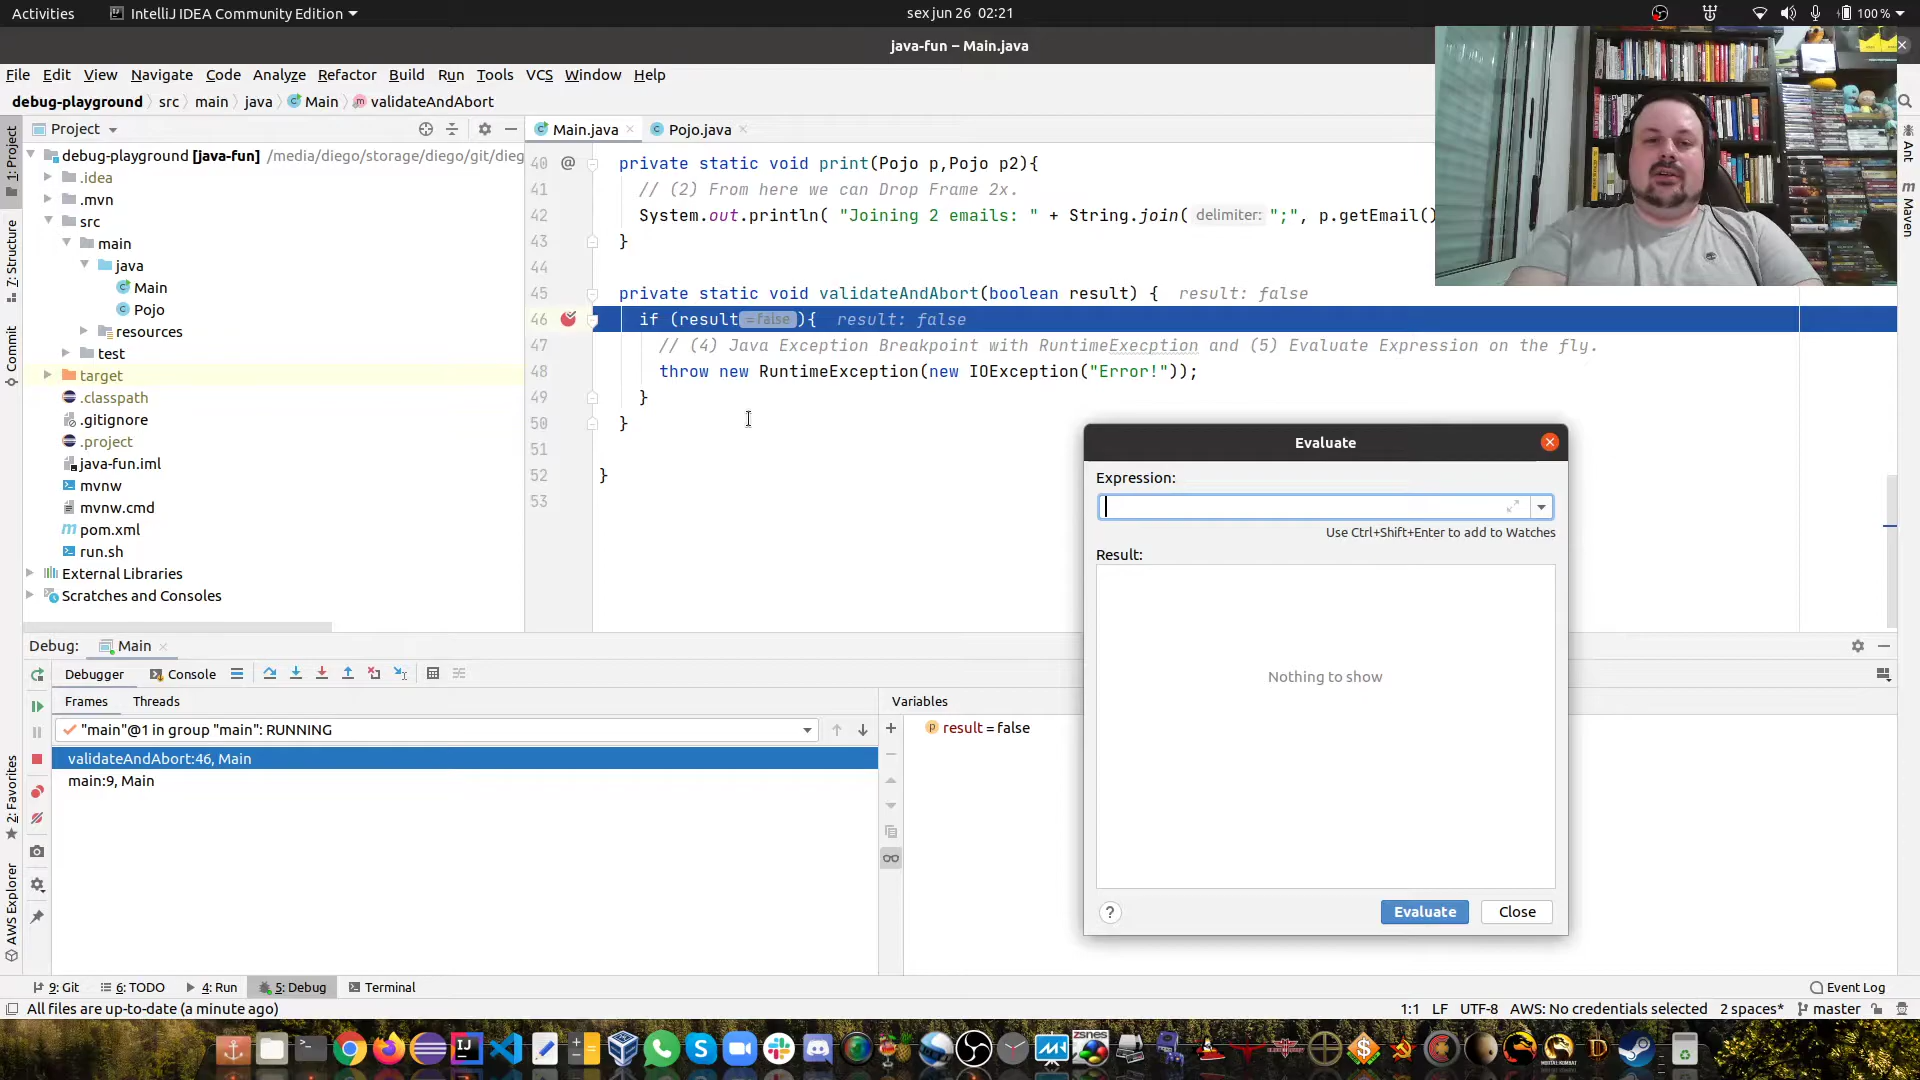 Activities
IntelliJ IDEA Community Edition
sex jun 26 02:21
100 %
java-fun – Main.java
File Edit View Navigate Code Analyze Refactor Build Run Tools VCS Window Help
debug-playground src main java Main validateAndAbort
Project
Main.java
Pojo.java
1: Project
7: Structure
Commit
2: Favorites
AWS Explorer
Ant
Maven
debug-playground [java-fun] /media/diego/storage/diego/git/dieg
.idea
.mvn
src
main
java
Main
Pojo
resources
test
target
.classpath
.gitignore
.project
java-fun.iml
mvnw
mvnw.cmd
pom.xml
run.sh
External Libraries
Scratches and Consoles
40 @ private static void print(Pojo p,Pojo p2){
41 // (2) From here we can Drop Frame 2x.
42 System.out.println( "Joining 2 emails: " + String.join( delimiter: ";", p.getEmail()
43 }
44
45 private static void validateAndAbort(boolean result) { result: false
46 if (result = false ){ result: false
47 // (4) Java Exception Breakpoint with RuntimeExecption and (5) Evaluate Expression on the fly.
48 throw new RuntimeException(new IOException("Error!"));
49 }
50 }
51
52 }
53
Evaluate
Expression:
Use Ctrl+Shift+Enter to add to Watches
Result:
Nothing to show
?
Evaluate
Close
Debug: Main
Debugger
Console
Frames
Threads
Variables
"main"@1 in group "main": RUNNING
validateAndAbort:46, Main
main:9, Main
result = false
9: Git
6: TODO
4: Run
5: Debug
Terminal
Event Log
All files are up-to-date (a minute ago)
1:1 LF UTF-8 AWS: No credentials selected 2 spaces* master
zsnes